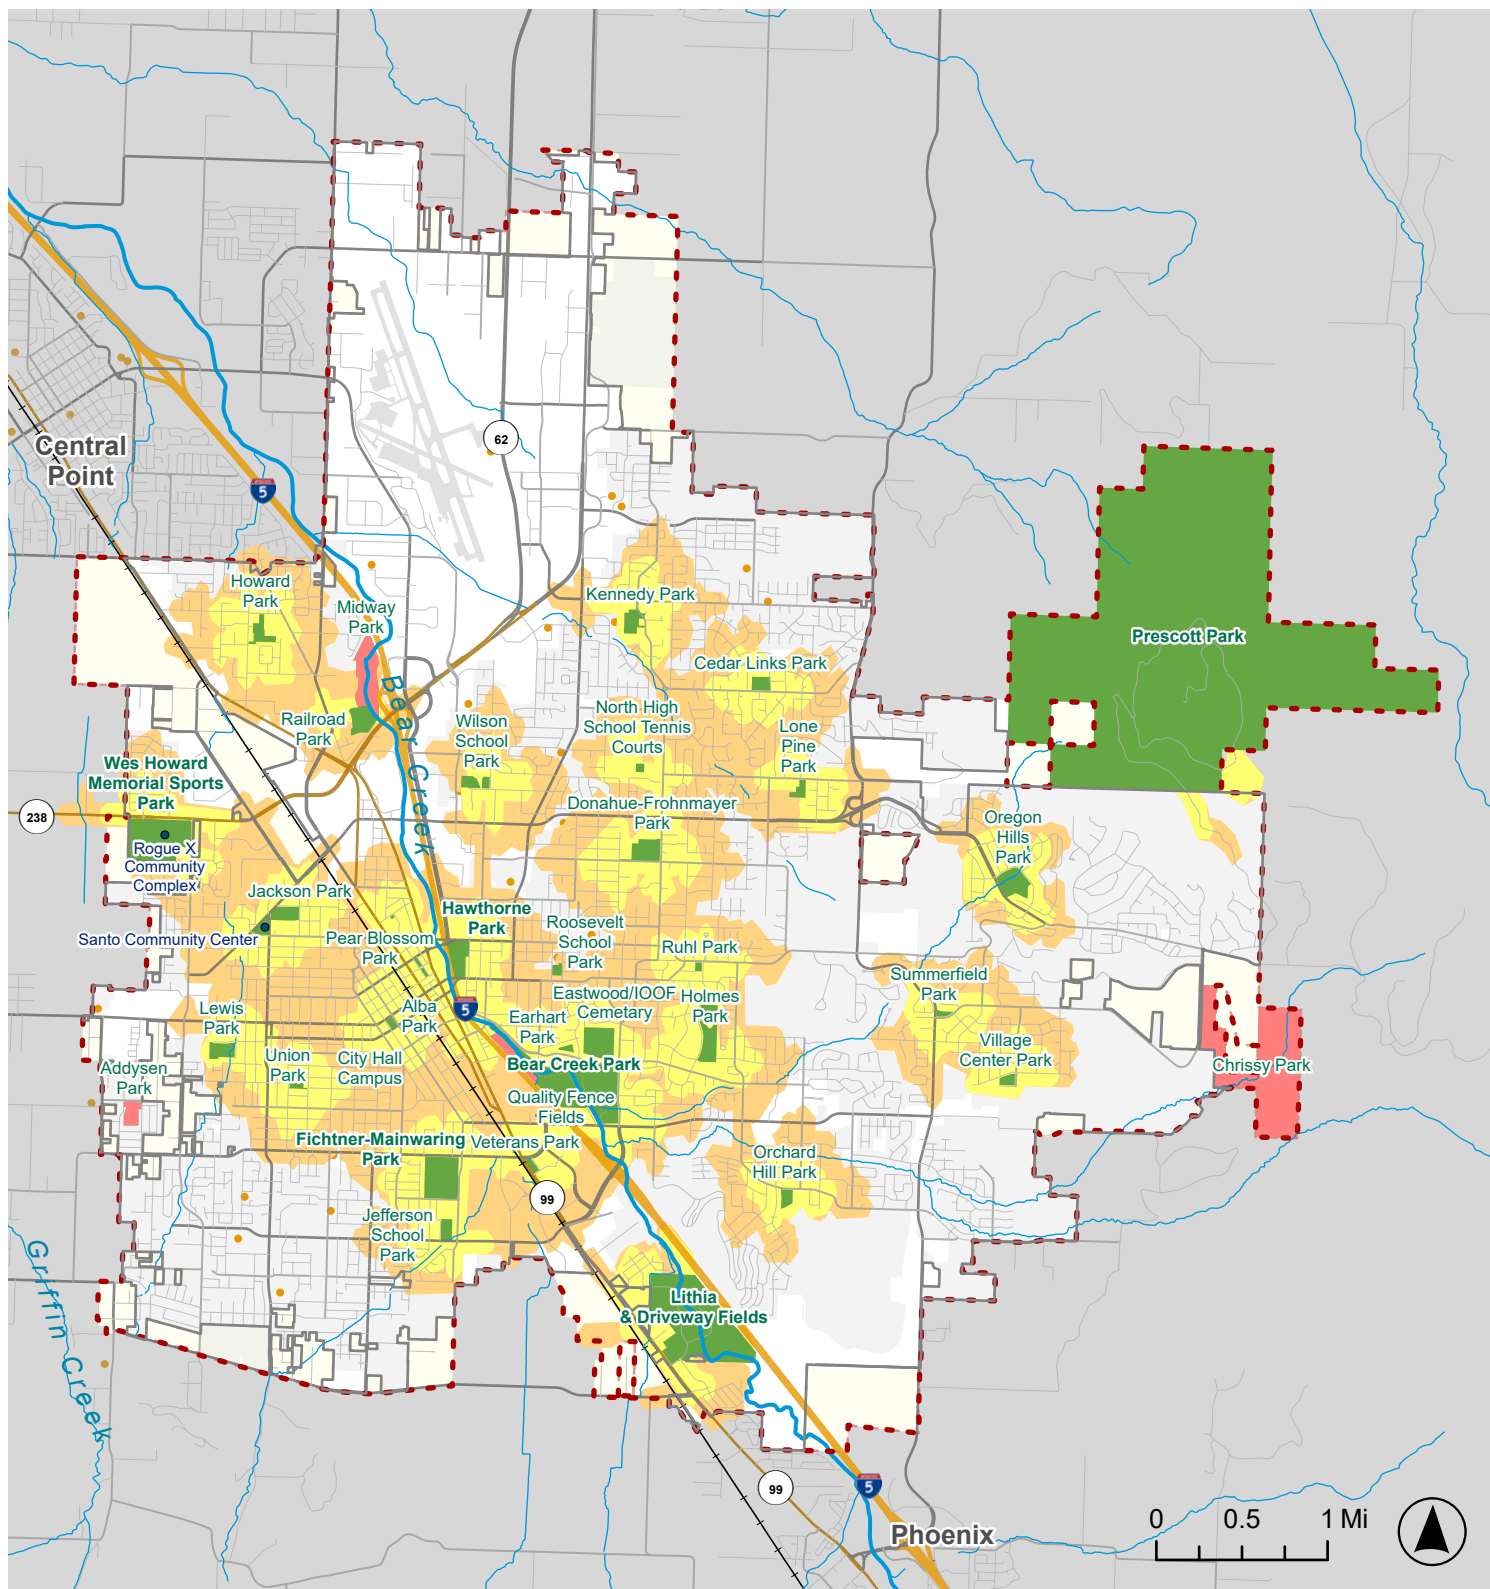 62
Central
Point
5
Howard
Park
Midway
Park
Kennedy Park
Prescott Park
Cedar Links Park
Bear Creek
Railroad
Park
Wilson
School
Park
North High
School Tennis
Courts
Lone
Pine
Park
Wes Howard
Memorial Sports
Park
238
Donahue-Frohnmayer
Park
Oregon
Hills
Park
Rogue X
Community
Complex
Jackson Park
Hawthorne
Park
Santo Community Center
Pear Blossom
Park
Roosevelt
School
Park
Ruhl Park
Summerfield
Park
Lewis
Park
Alba
Park
5
Earhart
Park
Eastwood/IOOF
Cemetary
Holmes
Park
Village
Center Park
Addysen
Park
Union
Park
City Hall
Campus
Bear Creek Park
Chrissy Park
Quality Fence
Fields
Fichtner-Mainwaring
Park
Veterans Park
Orchard
Hill Park
99
Jefferson
School
Park
Griffin Creek
Lithia
& Driveway Fields
99
5
Phoenix
0 0.5 1 Mi